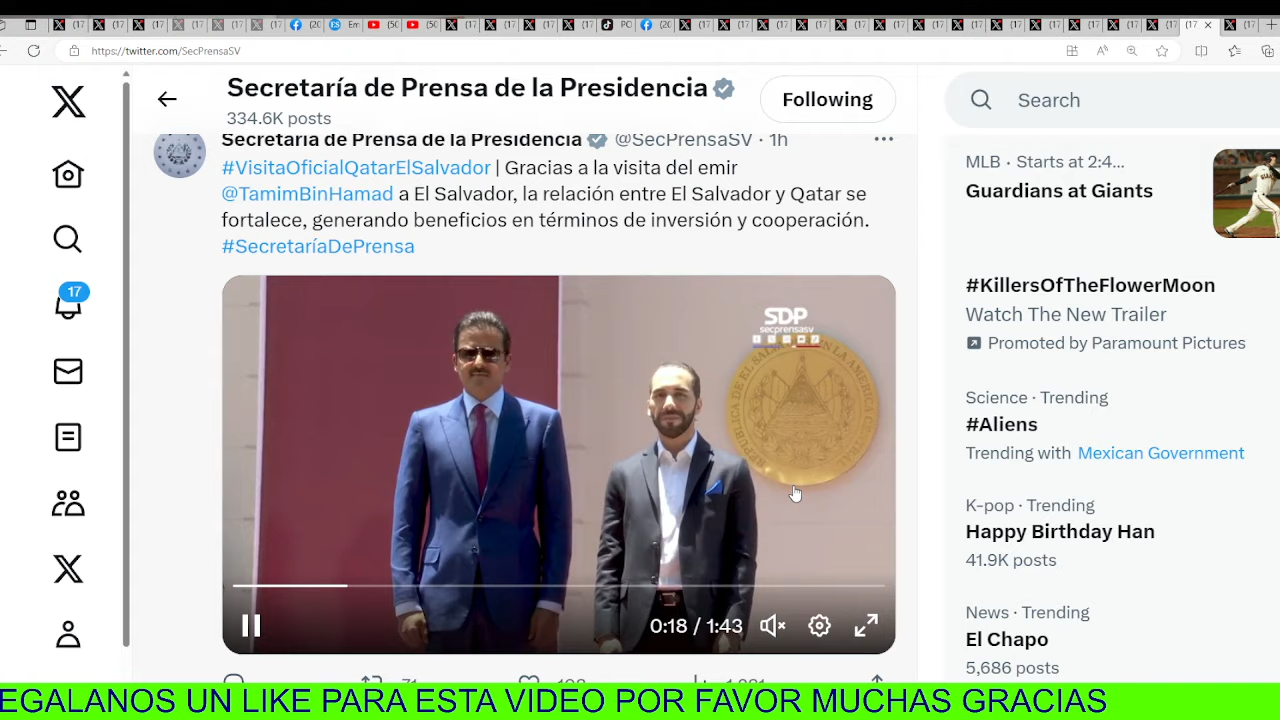 https://twitter.com/SecPrensaSV
Secretaría de Prensa de la Presidencia
334.6K posts
Following
Search
Secretaría de Prensa de la Presidencia @SecPrensaSV · 1h
#VisitaOficialQatarElSalvador | Gracias a la visita del emir
@TamimBinHamad a El Salvador, la relación entre El Salvador y Qatar se
fortalece, generando beneficios en términos de inversión y cooperación.
#SecretaríaDePrensa
SDP
secprensasv
0:18 / 1:43
17
MLB · Starts at 2:4...
Guardians at Giants
#KillersOfTheFlowerMoon
Watch The New Trailer
Promoted by Paramount Pictures
Science · Trending
#Aliens
Trending with Mexican Government
K-pop · Trending
Happy Birthday Han
41.9K posts
News · Trending
El Chapo
5,686 posts
EGALANOS UN LIKE PARA ESTA VIDEO POR FAVOR MUCHAS GRACIAS